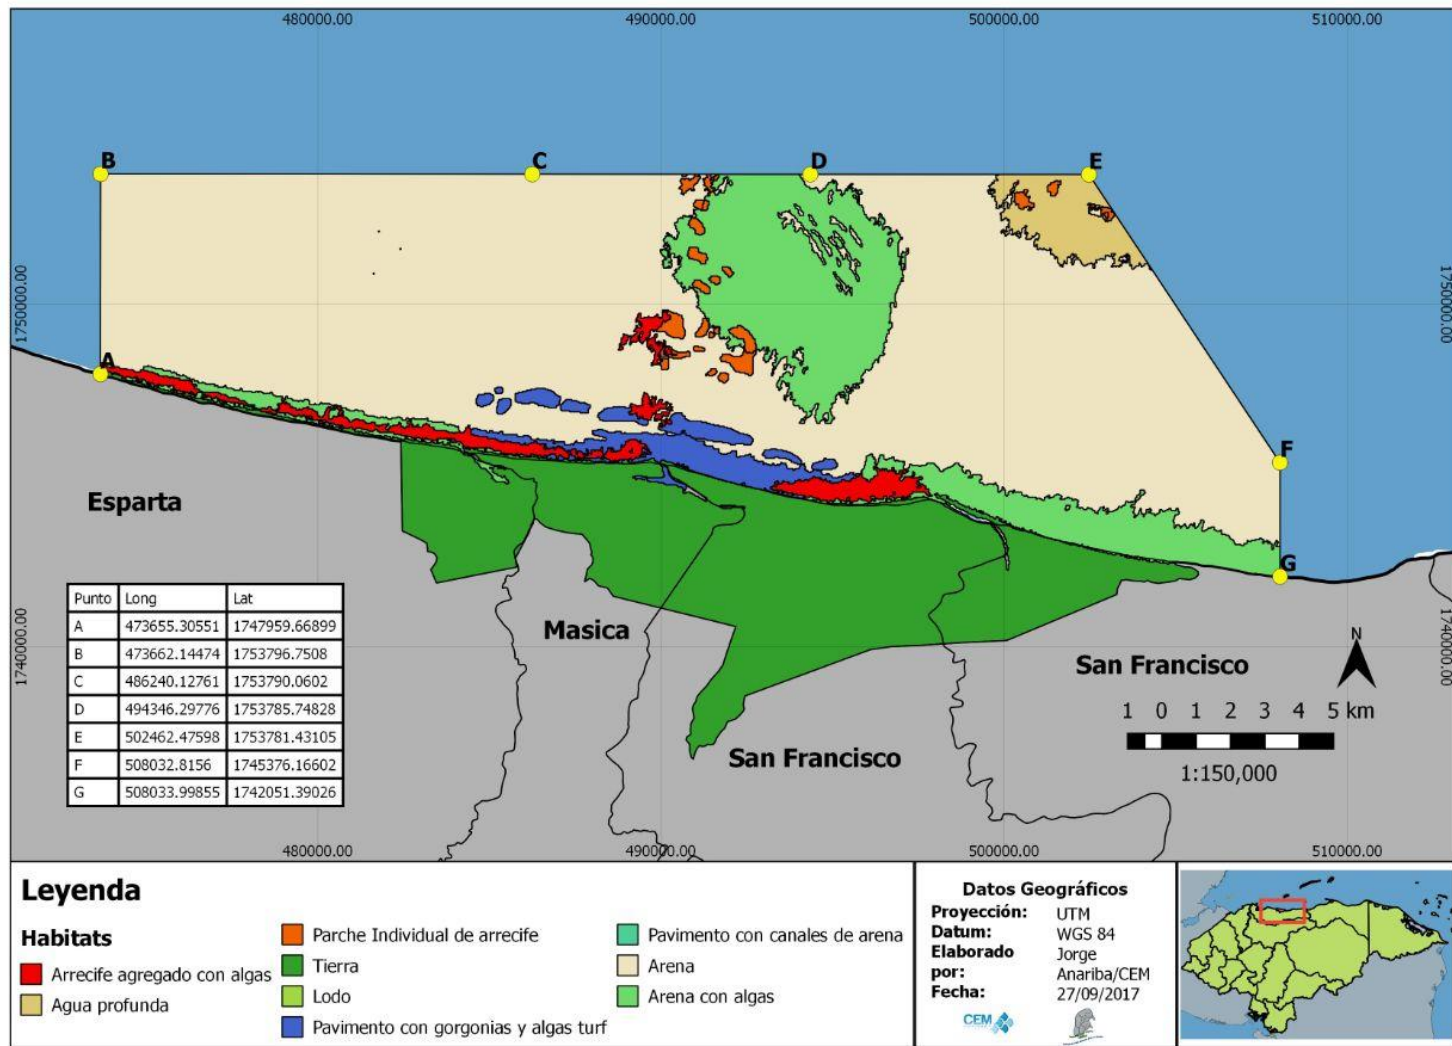 480000.00 490000.00 500000.00 510000.00
B C D E
1750000.00 1750000.00
A
F
Esparta
G
Punto Long Lat
A 473655.30551 1747959.66899
B 473662.14474 1753796.7508
C 486240.12761 1753790.0602
D 494346.29776 1753785.74828
E 502462.47598 1753781.43105
F 508032.8156 1745376.16602
G 508033.99855 1742051.39026
Masica
1740000.00 1740000.00
San Francisco
N
1 0 1 2 3 4 5 km
1:150,000
San Francisco
480000.00 490000.00 500000.00 510000.00
Leyenda
Habitats
Arrecife agregado con algas
Agua profunda
Parche Individual de arrecife
Tierra
Lodo
Pavimento con gorgonias y algas turf
Pavimento con canales de arena
Arena
Arena con algas
Datos Geográficos
Proyección: UTM
Datum: WGS 84
Elaborado Jorge
por: Anariba/CEM
Fecha: 27/09/2017
CEM